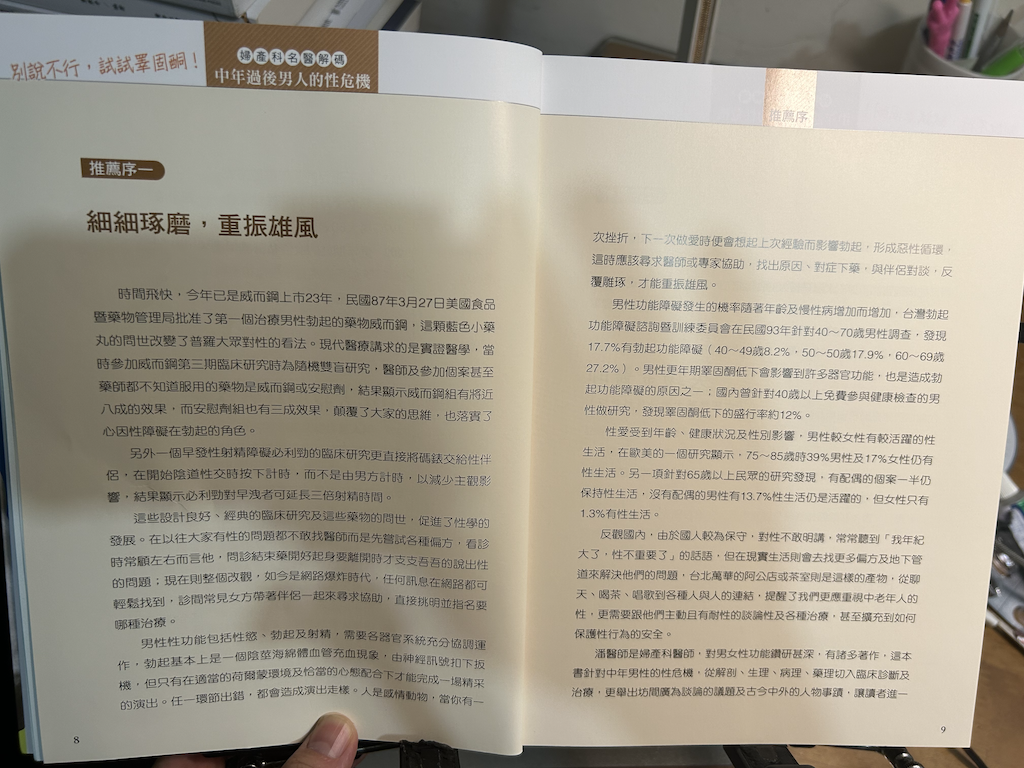 別說不行，試試睪固酮！
婦產科名醫解碼
中年過後男人的性危機
推薦序一
細細琢磨，重振雄風
時間飛快，今年已是威而鋼上市23年，民國87年3月27日美國食品
暨藥物管理局批准了第一個治療男性勃起的藥物威而鋼，這顆藍色小藥
丸的問世改變了普羅大眾對性的看法。現代醫療講求的是實證醫學，當
時參加威而鋼第三期臨床研究時為隨機雙盲研究，醫師及參加個案甚至
藥師都不知道服用的藥物是威而鋼或安慰劑，結果顯示威而鋼組有將近
八成的效果，而安慰劑組也有三成效果，顛覆了大家的思維，也落實了
心因性障礙在勃起的角色。
另外一個早發性射精障礙必利勁的臨床研究更直接將碼錶交給性伴
侶，在開始陰道性交時按下計時，而不是由男方計時，以減少主觀影
響，結果顯示必利勁對早洩者可延長三倍射精時間。
這些設計良好、經典的臨床研究及這些藥物的問世，促進了性學的
發展。在以往大家有性的問題都不敢找醫師而是先嘗試各種偏方，看診
時常顧左右而言他，問診結束藥開好起身要離開時才支支吾吾的說出性
的問題；現在則整個改觀，如今是網路爆炸時代，任何訊息在網路都可
輕鬆找到，診間常見女方帶著伴侶一起來尋求協助，直接挑明並指名要
哪種治療。
男性性功能包括性慾、勃起及射精，需要各器官系統充分協調運
作，勃起基本上是一個陰莖海綿體血管充血現象，由神經訊號扣下扳
機，但只有在適當的荷爾蒙環境及恰當的心態配合下才能完成一場精采
的演出。任一環節出錯，都會造成演出走樣。人是感情動物，當你有一
8
推薦序
次挫折，下一次做愛時便會想起上次經驗而影響勃起，形成惡性循環，
這時應該尋求醫師或專家協助，找出原因、對症下藥，與伴侶對談，反
覆雕琢，才能重振雄風。
男性功能障礙發生的機率隨著年齡及慢性病增加而增加，台灣勃起
功能障礙諮詢暨訓練委員會在民國93年針對40～70歲男性調查，發現
17.7%有勃起功能障礙（40～49歲8.2%，50～50歲17.9%，60～69歲
27.2%）。男性更年期睪固酮低下會影響到許多器官功能，也是造成勃
起功能障礙的原因之一；國內曾針對40歲以上免費參與健康檢查的男
性做研究，發現睪固酮低下的盛行率約12%。
性愛受到年齡、健康狀況及性別影響，男性較女性有較活躍的性
生活，在歐美的一個研究顯示，75～85歲時39%男性及17%女性仍有
性生活。另一項針對65歲以上民眾的研究發現，有配偶的個案一半仍
保持性生活，沒有配偶的男性有13.7%性生活仍是活躍的，但女性只有
1.3%有性生活。
反觀國內，由於國人較為保守，對性不敢明講，常常聽到「我年紀
大了，性不重要了」的話語，但在現實生活則會去找更多偏方及地下管
道來解決他們的問題，台北萬華的阿公店或茶室則是這樣的產物，從聊
天、喝茶、唱歌到各種人與人的連結，提醒了我們更應重視中老年人的
性，更需要跟他們主動且有耐性的談論性及各種治療，甚至擴充到如何
保護性行為的安全。
潘醫師是婦產科醫師，對男女性功能鑽研甚深，有諸多著作，這本
書針對中年男性的性危機，從解剖、生理、病理、藥理切入臨床診斷及
治療，更舉出坊間廣為談論的議題及古今中外的人物事蹟，讓讀者進一
9